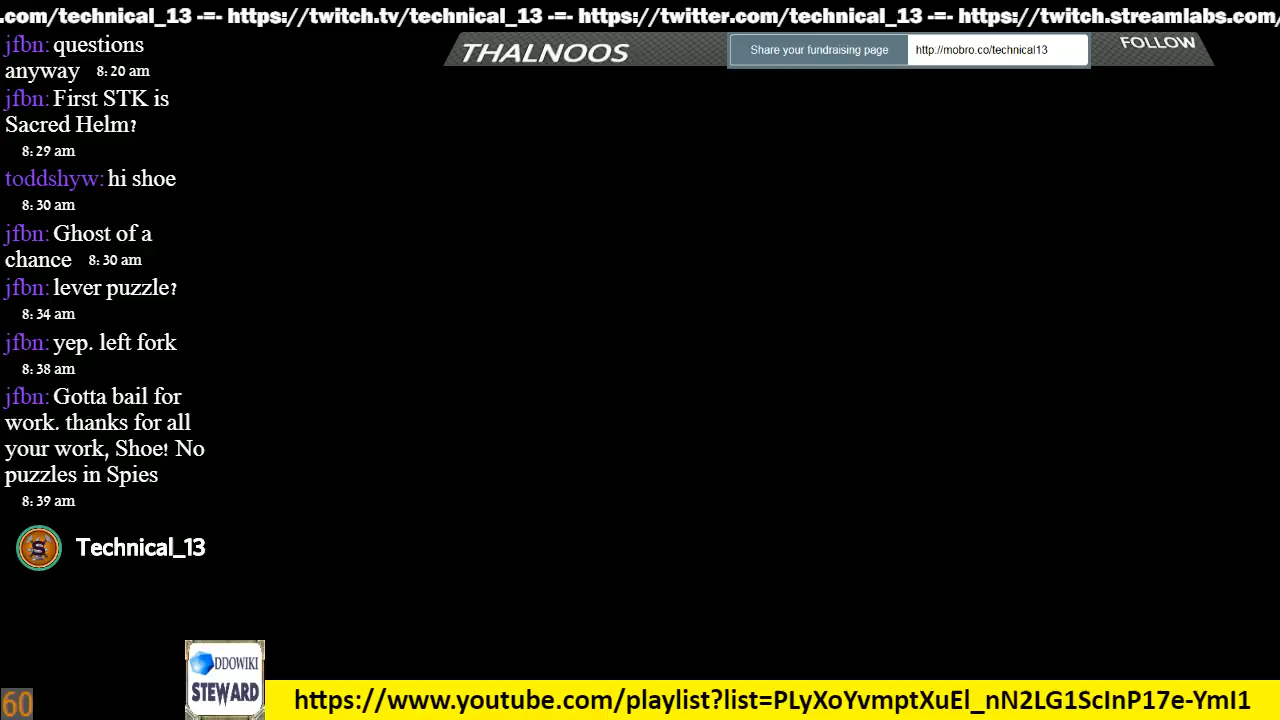 .com/technical_13 -=- https://twitch.tv/technical_13 -=- https://twitter.com/technical_13 -=- https://twitch.streamlabs.com/
jfbn: questions
anyway 8:20 am
jfbn: First STK is
Sacred Helm?
8:29 am
toddshyw: hi shoe
8:30 am
jfbn: Ghost of a
chance 8:30 am
jfbn: lever puzzle?
8:34 am
jfbn: yep. left fork
8:38 am
jfbn: Gotta bail for
work. thanks for all
your work, Shoe! No
puzzles in Spies
8:39 am
Technical_13
THALNOOS
Share your fundraising page
http://mobro.co/technical13
FOLLOW
DDOWIKI
STEWARD
60
https://www.youtube.com/playlist?list=PLyXoYvmptXuEl_nN2LG1ScInP17e-YmI1